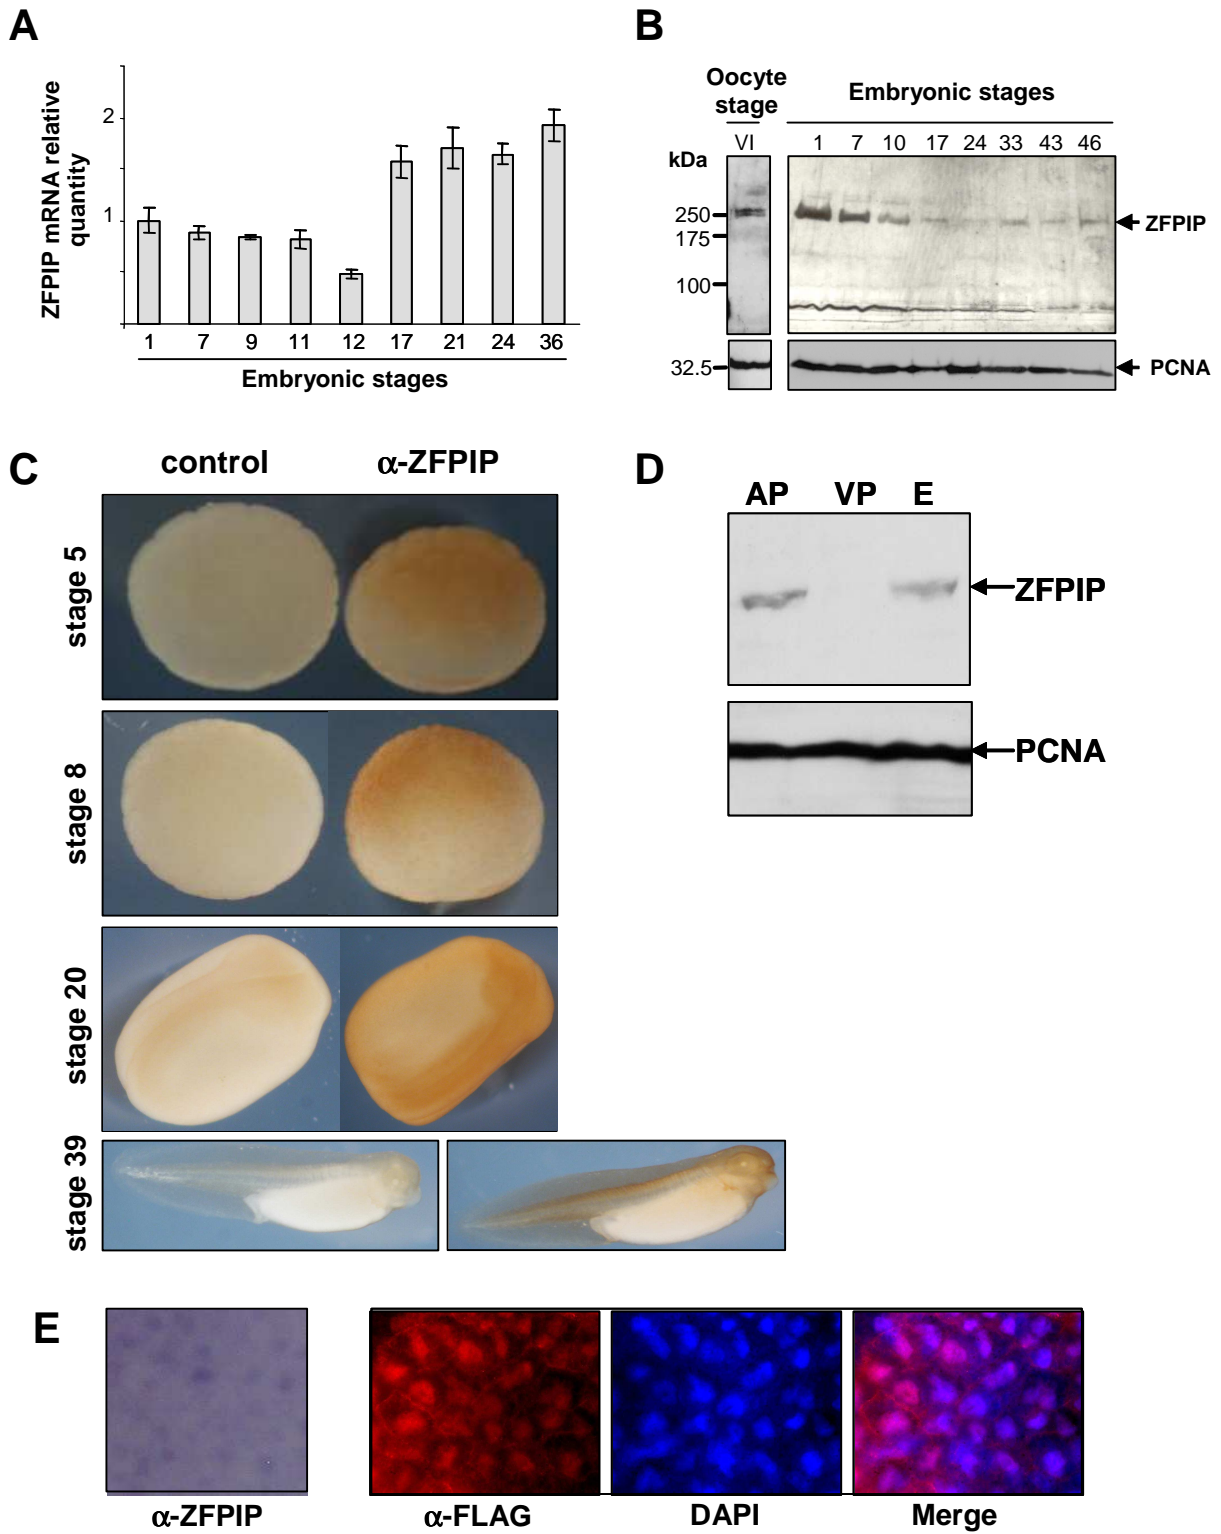 A
ZFPIP mRNA relative
quantity
2
1
1 7 9 11 12 17 21 24 36
Embryonic stages
B
Oocyte
stage
Embryonic stages
VI
1 7 10 17 24 33 43 46
kDa
250
175
100
32.5
ZFPIP
PCNA
C
control
α-ZFPIP
stage 5
stage 8
stage 20
stage 39
D
AP VP E
ZFPIP
PCNA
E
α-ZFPIP
α-FLAG
DAPI
Merge